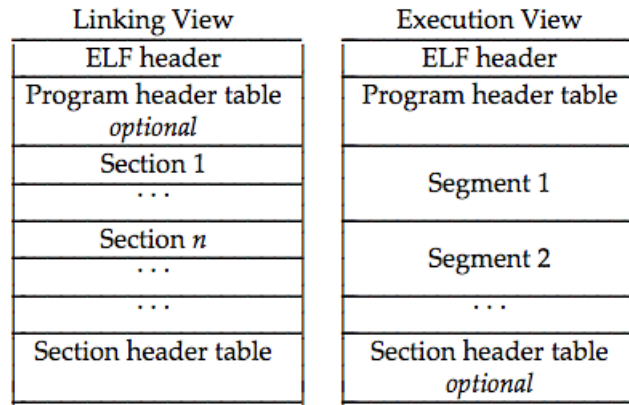 Linking View
ELF header
Program header table
optional
Section 1
. . .
Section n
. . .
. . .
Section header table
Execution View
ELF header
Program header table
Segment 1
Segment 2
. . .
Section header table
optional